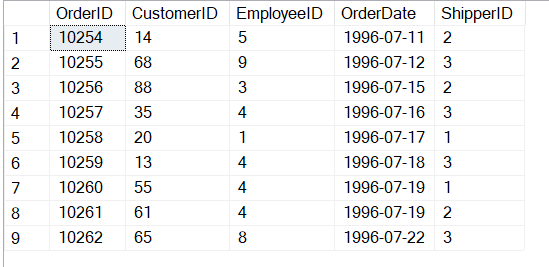 OrderID CustomerID EmployeeID OrderDate ShipperID
1 10254 14 5 1996-07-11 2
2 10255 68 9 1996-07-12 3
3 10256 88 3 1996-07-15 2
4 10257 35 4 1996-07-16 3
5 10258 20 1 1996-07-17 1
6 10259 13 4 1996-07-18 3
7 10260 55 4 1996-07-19 1
8 10261 61 4 1996-07-19 2
9 10262 65 8 1996-07-22 3